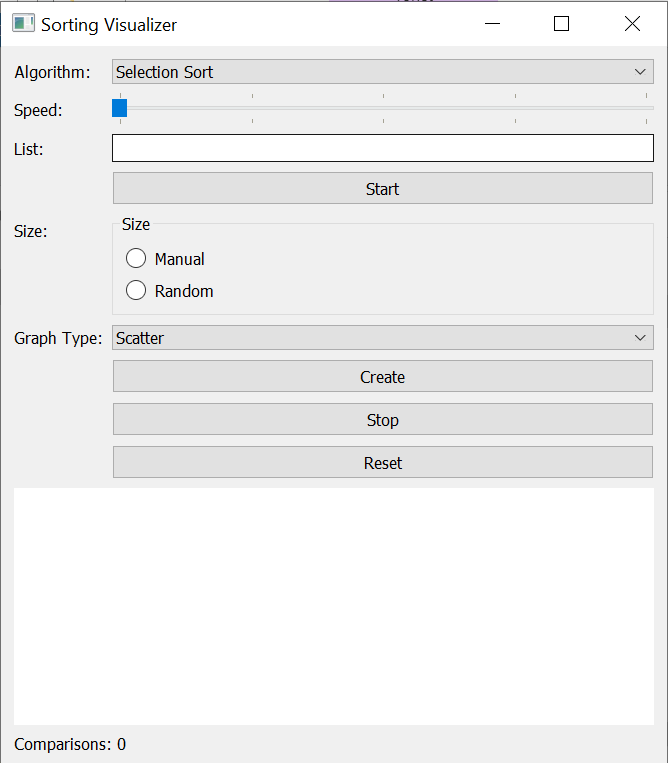 Sorting Visualizer
Algorithm: Selection Sort
Speed:
List:
Start
Size: Size
Manual
Random
Graph Type: Scatter
Create
Stop
Reset
Comparisons: 0